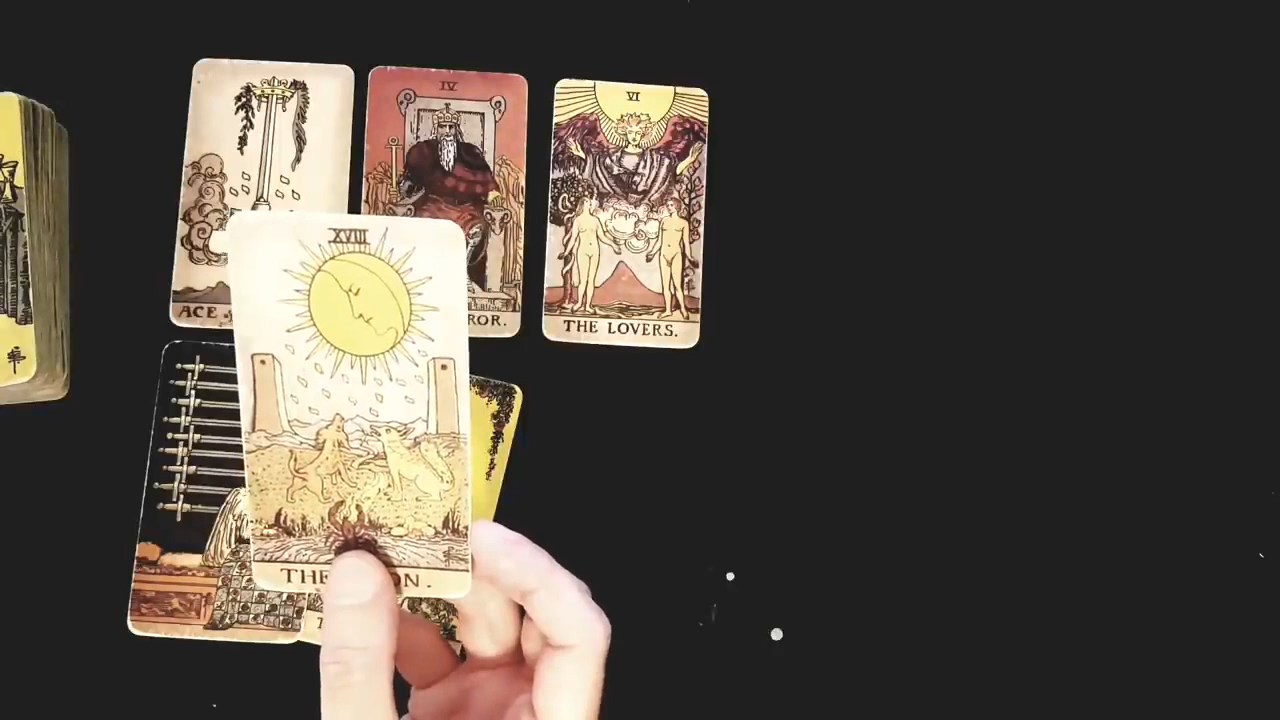 IV
VI
ACE
ROR.
THE LOVERS.
XVIII
THE ON.